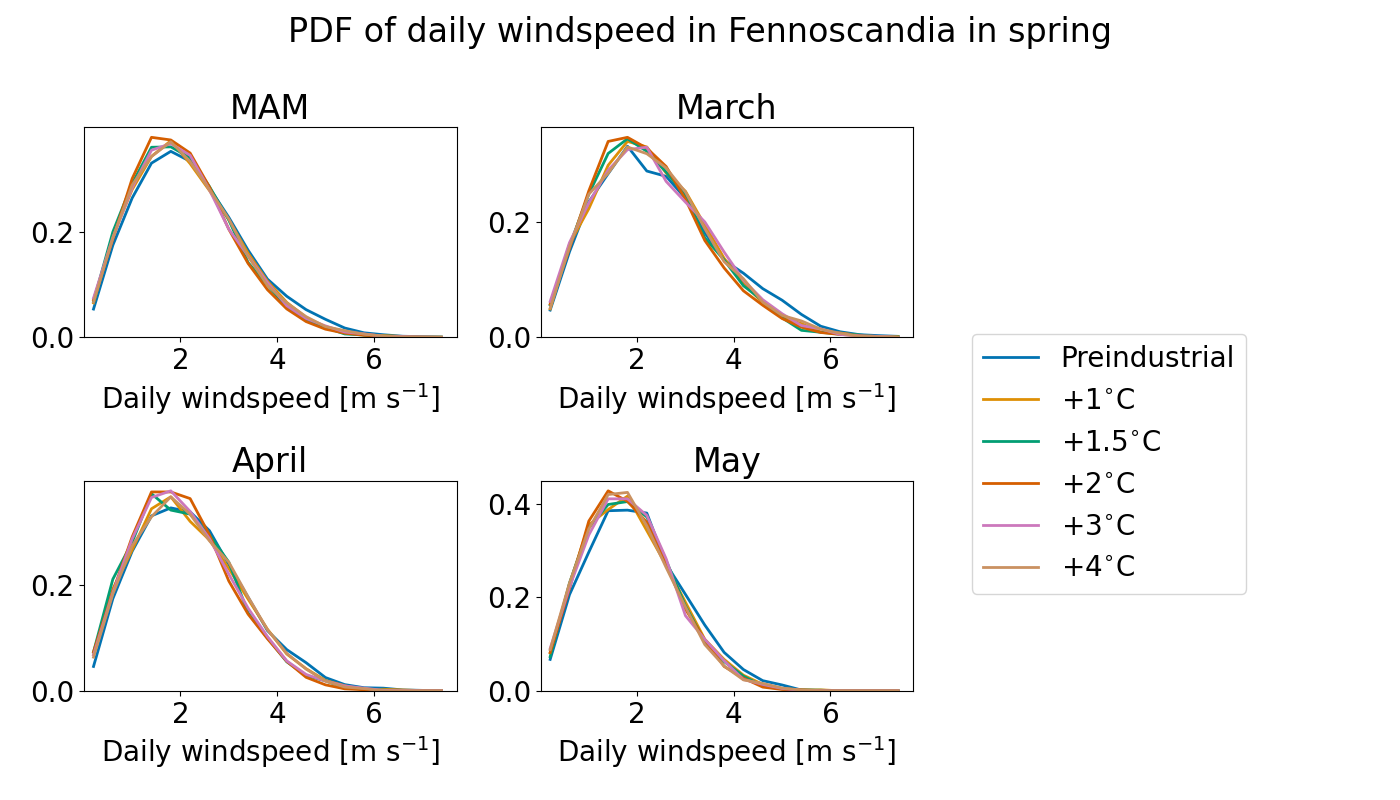 PDF of daily windspeed in Fennoscandia in spring
MAM
0.2
0.0
2 4 6
Daily windspeed [m s⁻¹]
March
0.2
0.0
2 4 6
Daily windspeed [m s⁻¹]
April
0.2
0.0
2 4 6
Daily windspeed [m s⁻¹]
May
0.4
0.2
0.0
2 4 6
Daily windspeed [m s⁻¹]
Preindustrial
+1°C
+1.5°C
+2°C
+3°C
+4°C